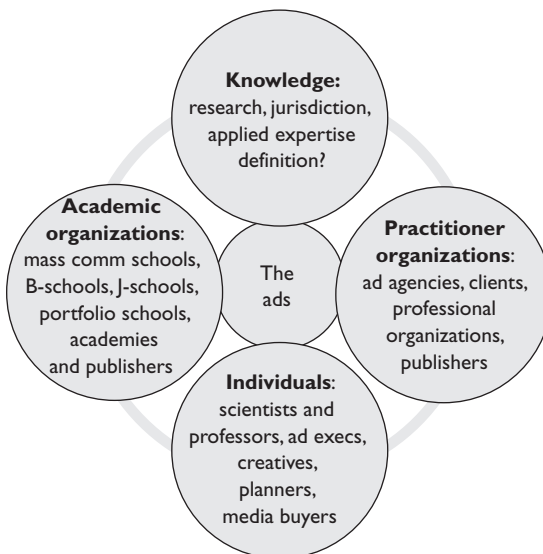 Knowledge:
research, jurisdiction,
applied expertise
definition?
Academic
organizations:
mass comm schools,
B-schools, J-schools,
portfolio schools,
academies
and publishers
The
ads
Practitioner
organizations:
ad agencies, clients,
professional
organizations,
publishers
Individuals:
scientists and
professors, ad execs,
creatives,
planners,
media buyers